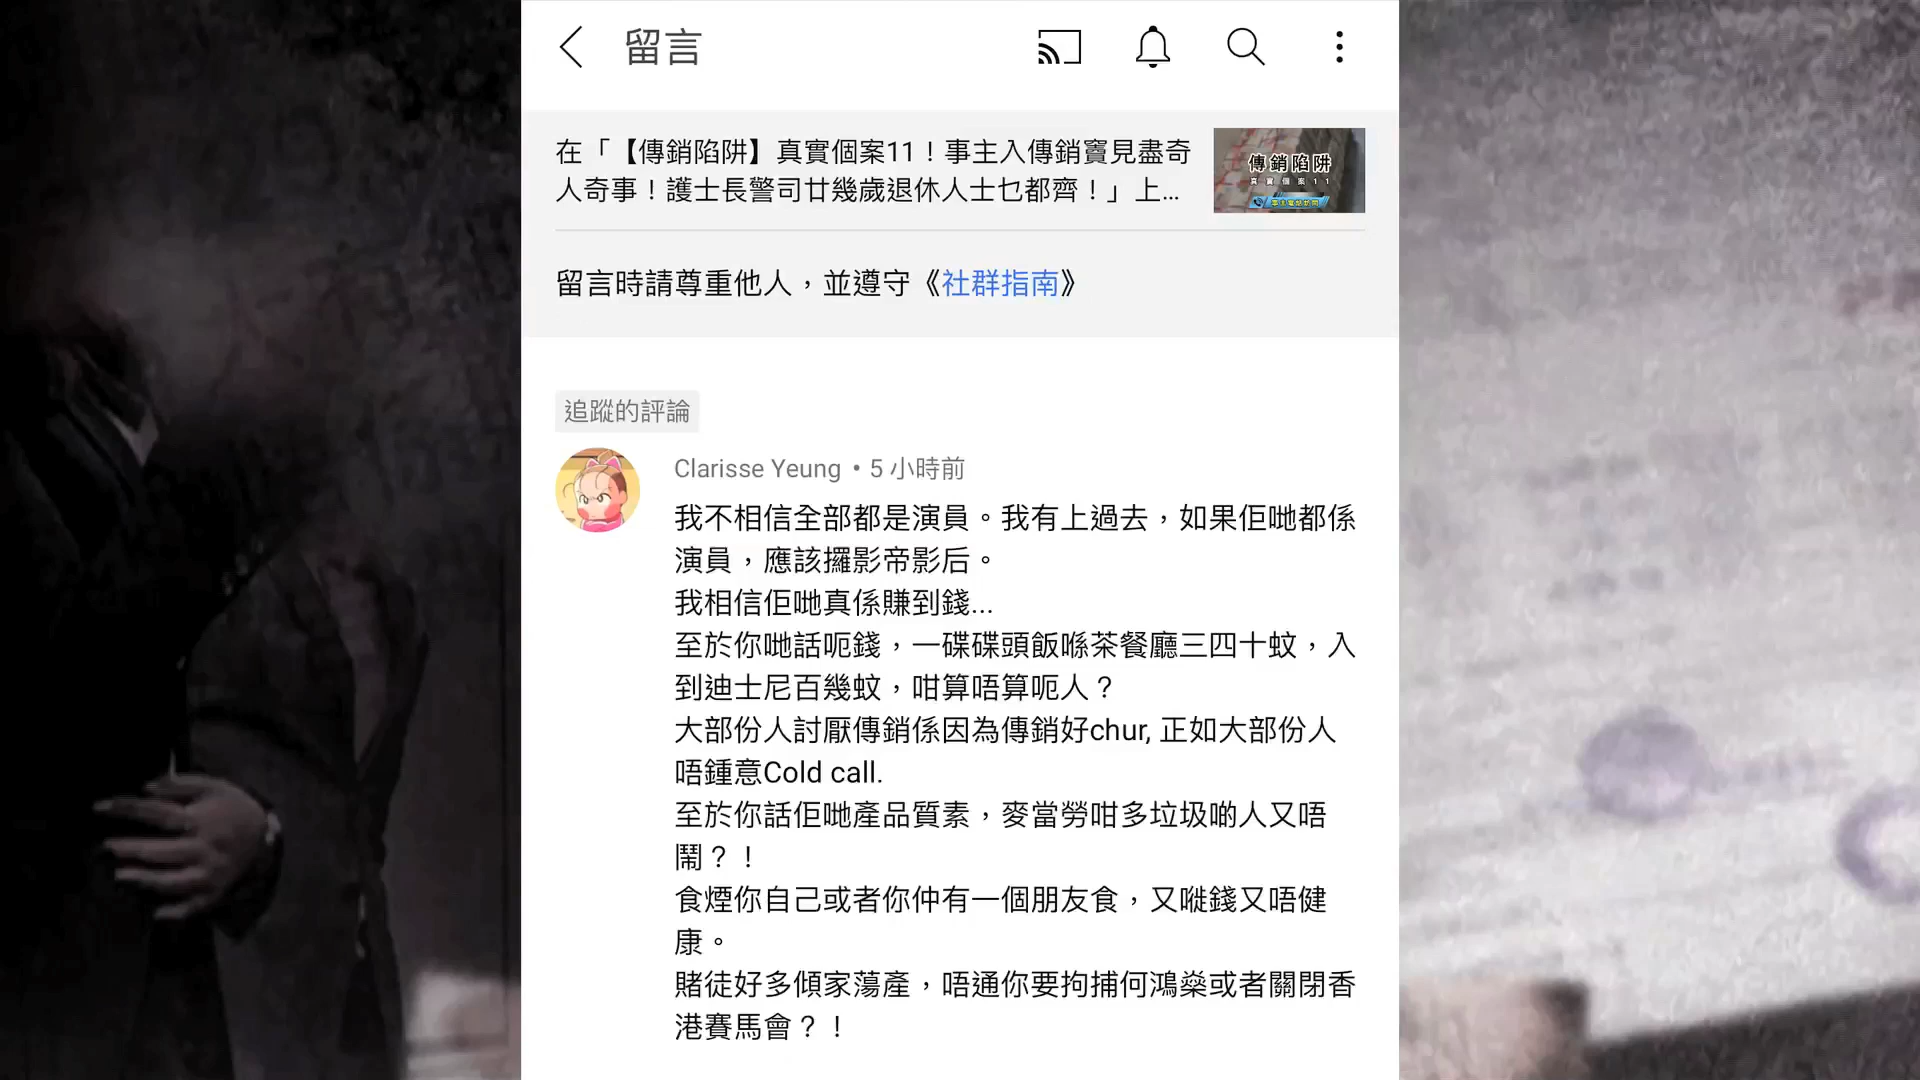 留言
在「【傳銷陷阱】真實個案11！事主入傳銷竇見盡奇
人奇事！護士長警司廿幾歲退休人士乜都齊！」上...
傳銷陷阱
真實個案11
留言時請尊重他人，並遵守《社群指南》
追蹤的評論
Clarisse Yeung • 5 小時前
我不相信全部都是演員。我有上過去，如果佢哋都係
演員，應該攞影帝影后。
我相信佢哋真係賺到錢...
至於你哋話呃錢，一碟碟頭飯喺茶餐廳三四十蚊，入
到迪士尼百幾蚊，咁算唔算呃人？
大部份人討厭傳銷係因為傳銷好chur, 正如大部份人
唔鍾意Cold call.
至於你話佢哋產品質素，麥當勞咁多垃圾啲人又唔
鬧？！
食煙你自己或者你仲有一個朋友食，又嘥錢又唔健
康。
賭徒好多傾家蕩產，唔通你要拘捕何鴻燊或者關閉香
港賽馬會？！